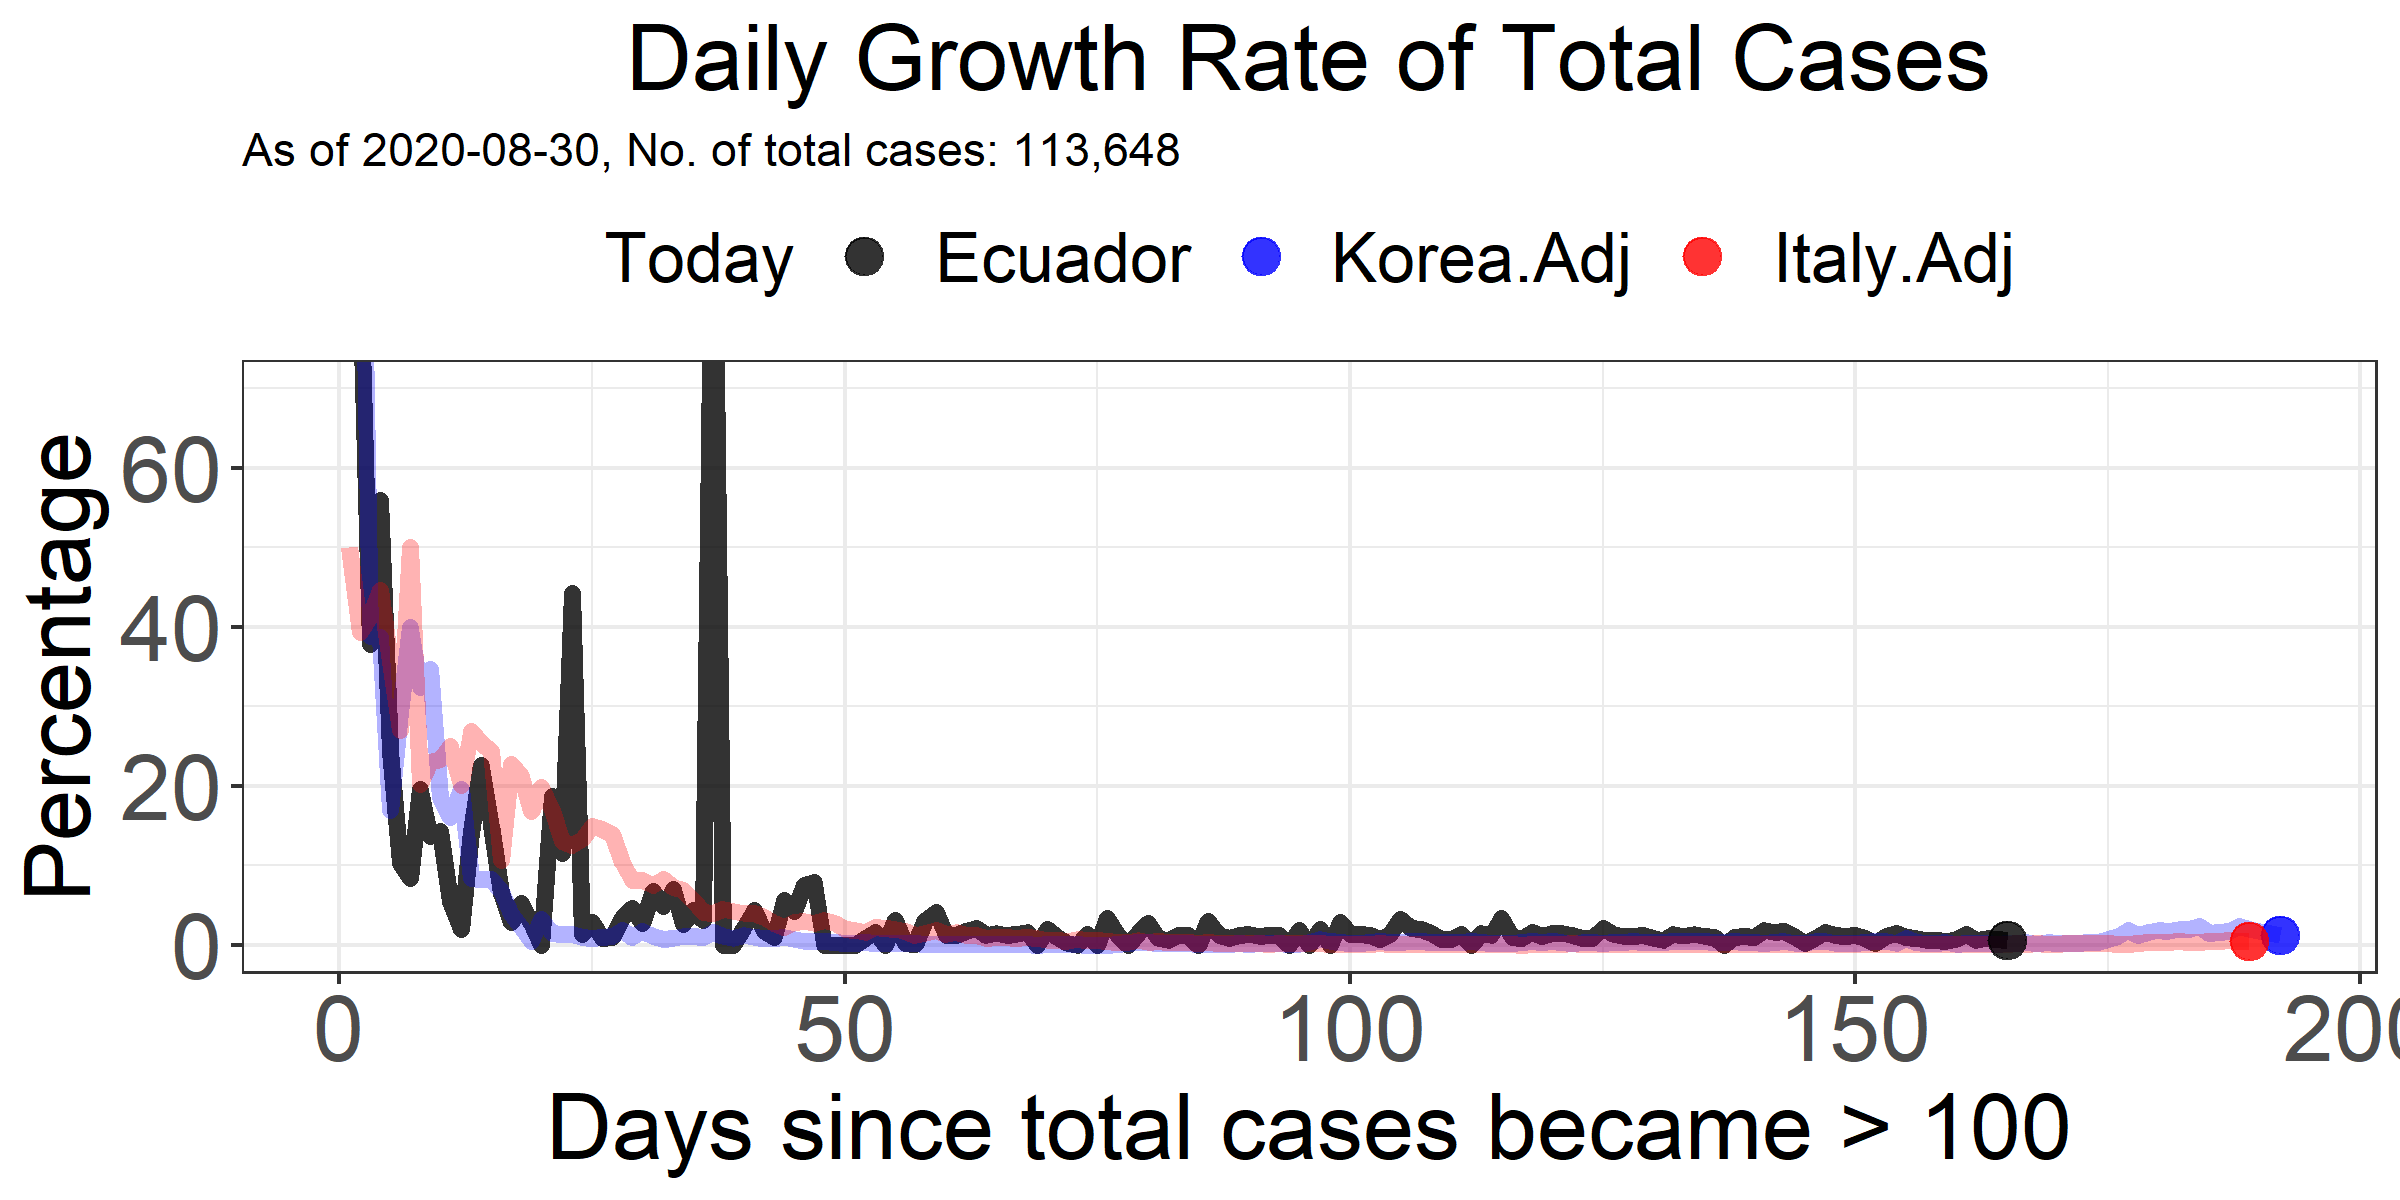 Daily Growth Rate of Total Cases
As of 2020-08-30, No. of total cases: 113,648
Today Ecuador Korea.Adj Italy.Adj
Percentage
60
40
20
0
0 50 100 150 200
Days since total cases became > 100